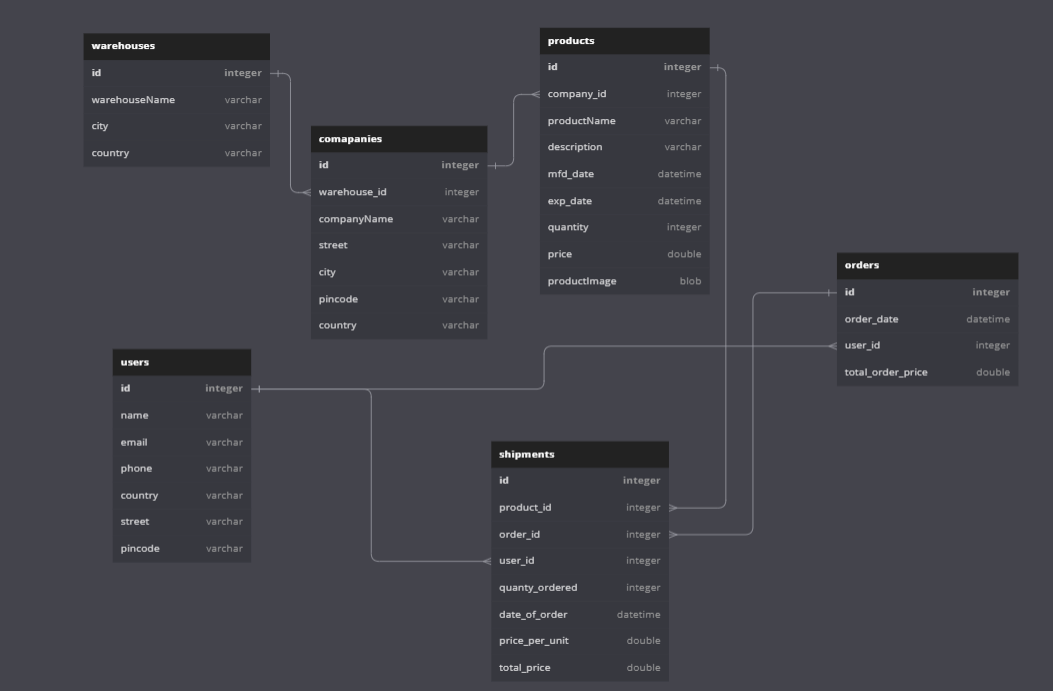 warehouses
id integer
warehouseName varchar
city varchar
country varchar
comapanies
id integer
warehouse_id integer
companyName varchar
street varchar
city varchar
pincode varchar
country varchar
products
id integer
company_id integer
productName varchar
description varchar
mfd_date datetime
exp_date datetime
quantity integer
price double
productImage blob
orders
id integer
order_date datetime
user_id integer
total_order_price double
users
id integer
name varchar
email varchar
phone varchar
country varchar
street varchar
pincode varchar
shipments
id integer
product_id integer
order_id integer
user_id integer
quanty_ordered integer
date_of_order datetime
price_per_unit double
total_price double